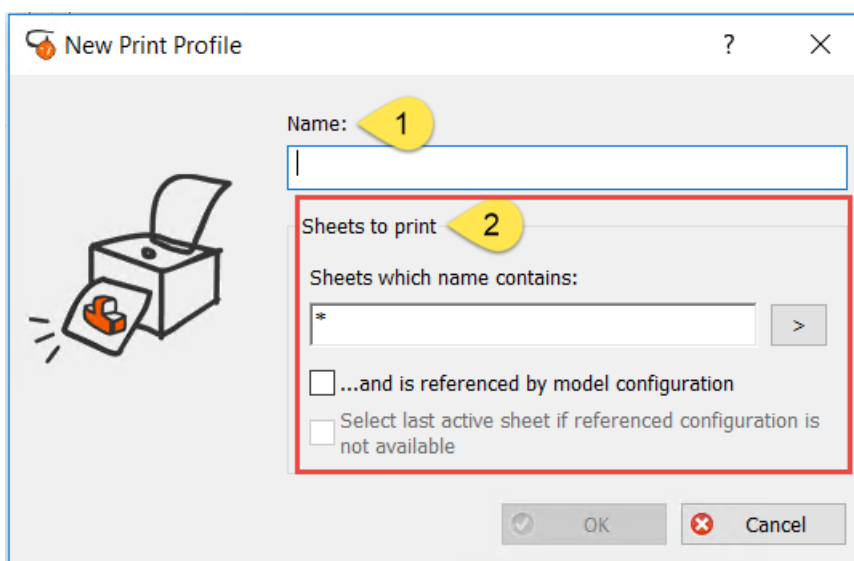 New Print Profile
?
Name:
1
Sheets to print
2
Sheets which name contains:
*
>
...and is referenced by model configuration
Select last active sheet if referenced configuration is
not available
OK
Cancel